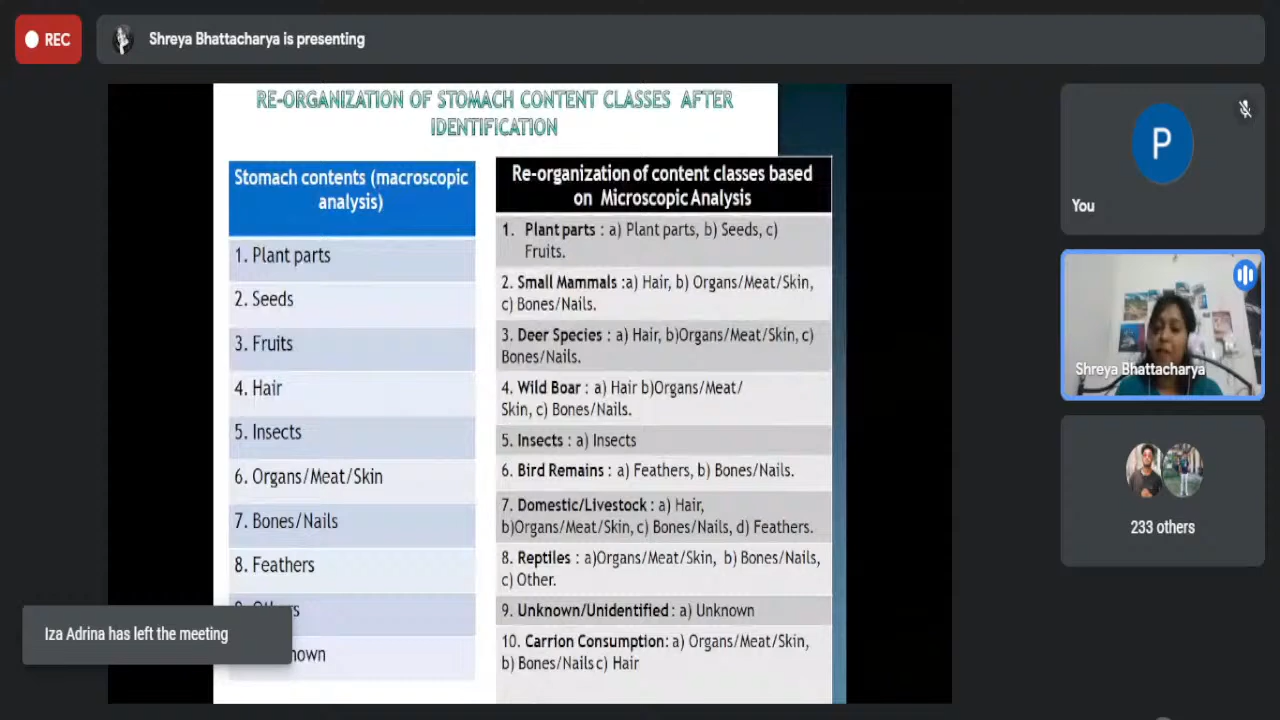 REC
Shreya Bhattacharya is presenting
RE-ORGANIZATION OF STOMACH CONTENT CLASSES AFTER
IDENTIFICATION
Stomach contents (macroscopic
analysis)
1. Plant parts
2. Seeds
3. Fruits
4. Hair
5. Insects
6. Organs/Meat/Skin
7. Bones/Nails
8. Feathers
Re-organization of content classes based
on Microscopic Analysis
1. Plant parts : a) Plant parts, b) Seeds, c)
Fruits.
2. Small Mammals :a) Hair, b) Organs/Meat/Skin,
c) Bones/Nails.
3. Deer Species : a) Hair, b)Organs/Meat/Skin, c)
Bones/Nails.
4. Wild Boar : a) Hair b)Organs/Meat/
Skin, c) Bones/Nails.
5. Insects : a) Insects
6. Bird Remains : a) Feathers, b) Bones/Nails.
7. Domestic/Livestock : a) Hair,
b)Organs/Meat/Skin, c) Bones/Nails, d) Feathers.
8. Reptiles : a)Organs/Meat/Skin, b) Bones/Nails,
c) Other.
9. Unknown/Unidentified : a) Unknown
10. Carrion Consumption: a) Organs/Meat/Skin,
b) Bones/Nails c) Hair
Iza Adrina has left the meeting
P
You
Shreya Bhattacharya
233 others